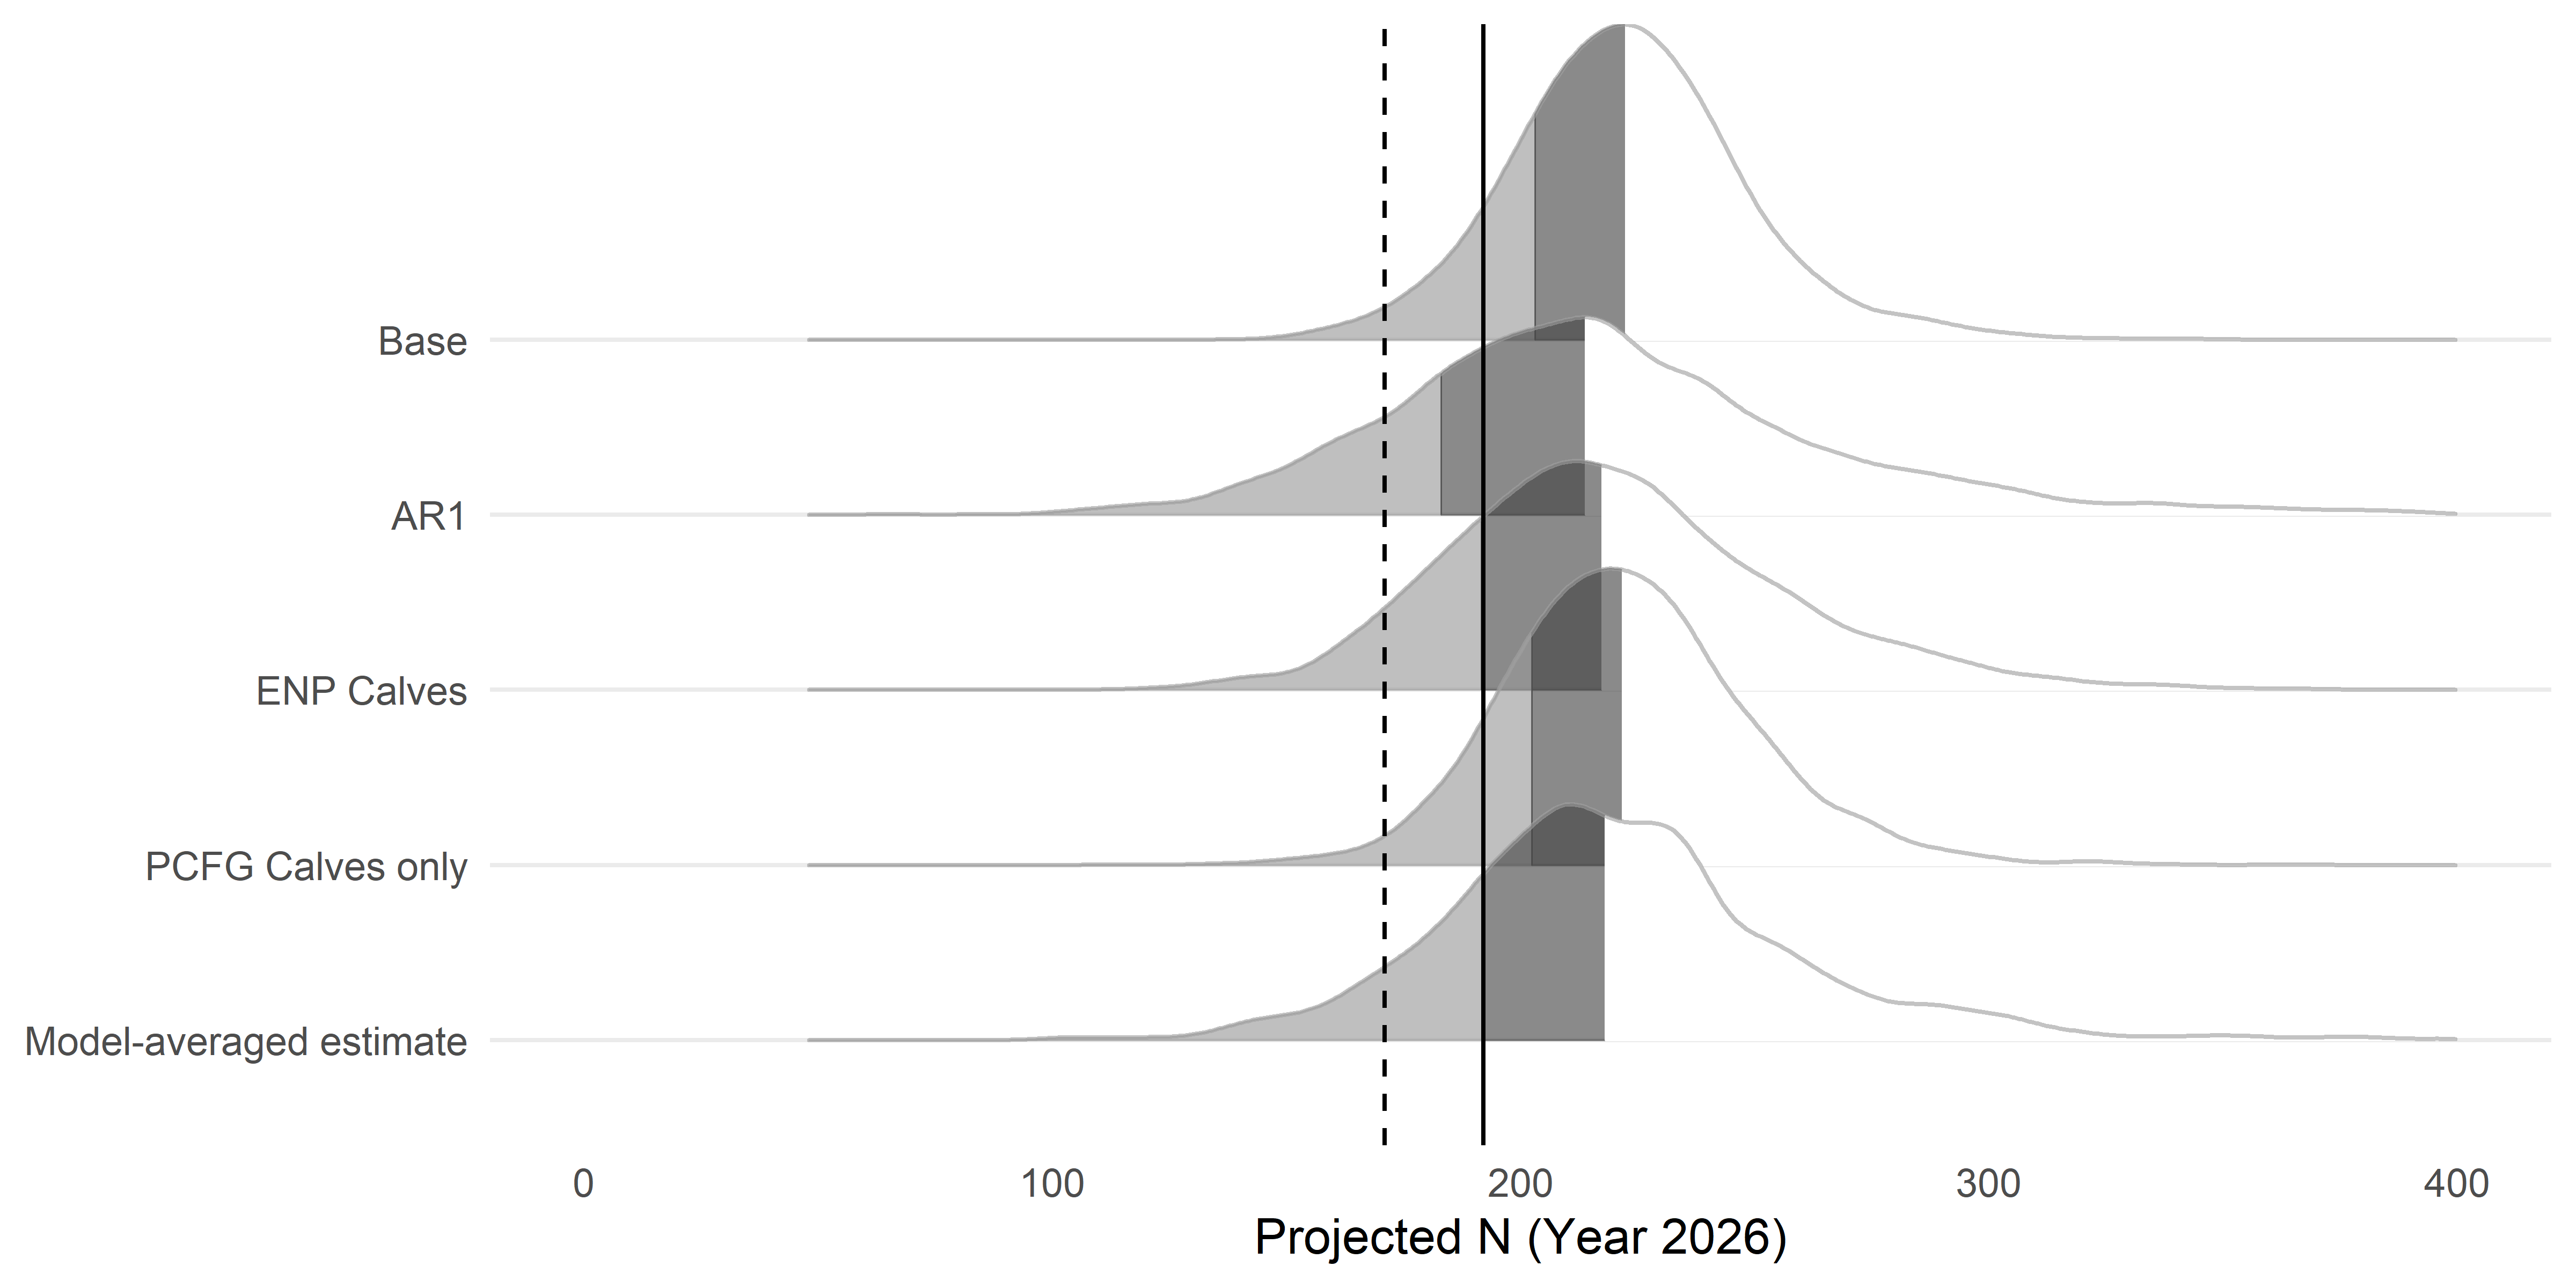 Base
AR1
ENP Calves
PCFG Calves only
Model-averaged estimate
0 100 200 300 400
Projected N (Year 2026)